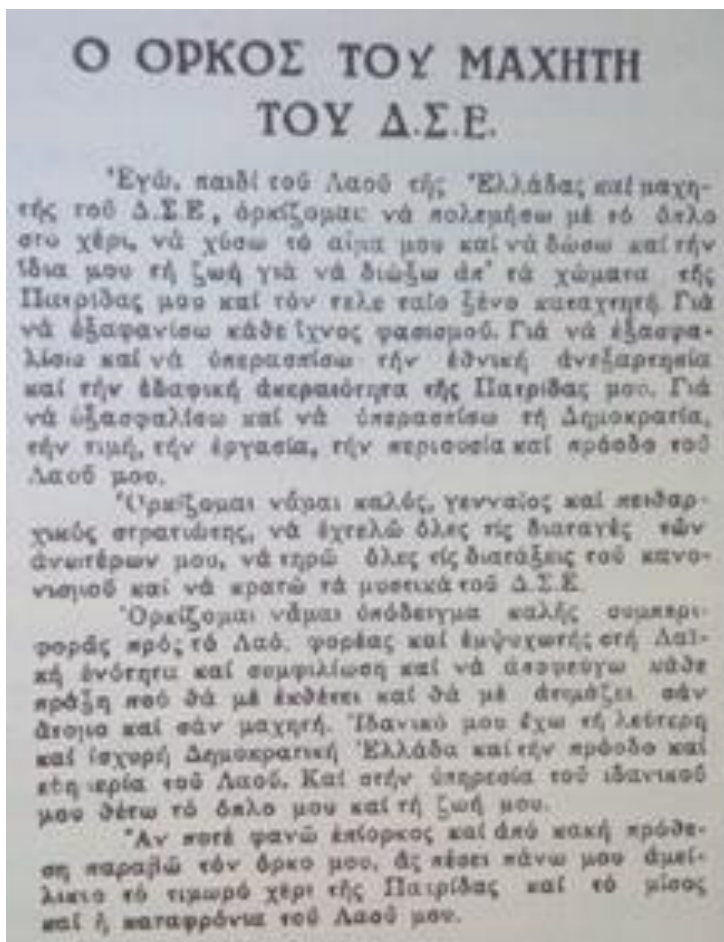 Ο ΟΡΚΟΣ ΤΟΥ ΜΑΧΗΤΗ
ΤΟΥ Δ.Σ.Ε.
Ἐγώ, παιδί τοῦ Λαοῦ τῆς Ἑλλάδας καί μαχη-
τής τοῦ Δ.Σ.Ε, ὁρκίζομαι νά πολεμήσω μέ τό ὅπλο
στο χέρι, νά χύσω τό αἷμα μου καί νά δώσω καί τήν
ἴδια μου τή ζωή γιά νά διώξω ἀπ' τά χώματα τῆς
Πατρίδας μου καί τόν τελε ταῖο ξένο καταχτητή. Γιά
νά ἐξαφανίσω κάθε ἴχνος φασισμοῦ. Γιά νά ἐξασφα-
λίσω καί νά ὑπερασπίσω τήν ἐθνική ἀνεξαρτησία
καί τήν ἐδαφική ἀκεραιότητα τῆς Πατρίδας μου. Γιά
νά ἐξασφαλίσω καί νά ὑπερασπίσω τή Δημοκρατία,
τήν τιμή, τήν ἐργασία, τήν περιουσία καί πρόοδο τοῦ
Λαοῦ μου.
Ὁρκίζομαι νἆμαι καλός, γενναῖος καί πειθαρ-
χικός στρατιώτης, νά ἐχτελῶ ὅλες τίς διαταγές τῶν
ἀνωτέρων μου, νά τηρῶ ὅλες τίς διατάξεις τοῦ κανο-
νισμοῦ καί νά κρατῶ τά μυστικά τοῦ Δ.Σ.Ε.
Ὁρκίζομαι νἆμαι ὑπόδειγμα καλῆς συμπερι-
φορᾶς πρός τό Λαό, φορέας καί ἐμψυχωτής στή Λαϊ-
κή ἑνότητα καί συμφιλίωση καί νά ἀποφεύγω κάθε
πράξη πού θά μέ ἐκθέτει καί θά μέ ἀτιμάζει σάν
ἄτομο καί σάν μαχητή. Ἰδανικό μου ἔχω τή λεύτερη
καί ἰσχυρή Δημοκρατική Ἑλλάδα καί τήν πρόοδο καί
εὐημερία τοῦ Λαοῦ. Καί στήν ὑπηρεσία τοῦ ιδανικοῦ
μου θέτω τό ὅπλο μου καί τή ζωή μου.
Ἄν ποτέ φανῶ ἐπίορκος καί ἀπό κακή πρόθε-
ση παραβῶ τόν ὅρκο μου, ἄς πέσει πάνω μου ἀμεί-
λικτο τό τιμωρό χέρι τῆς Πατρίδας καί τό μῖσος
καί ἡ καταφρόνια τοῦ Λαοῦ μου.